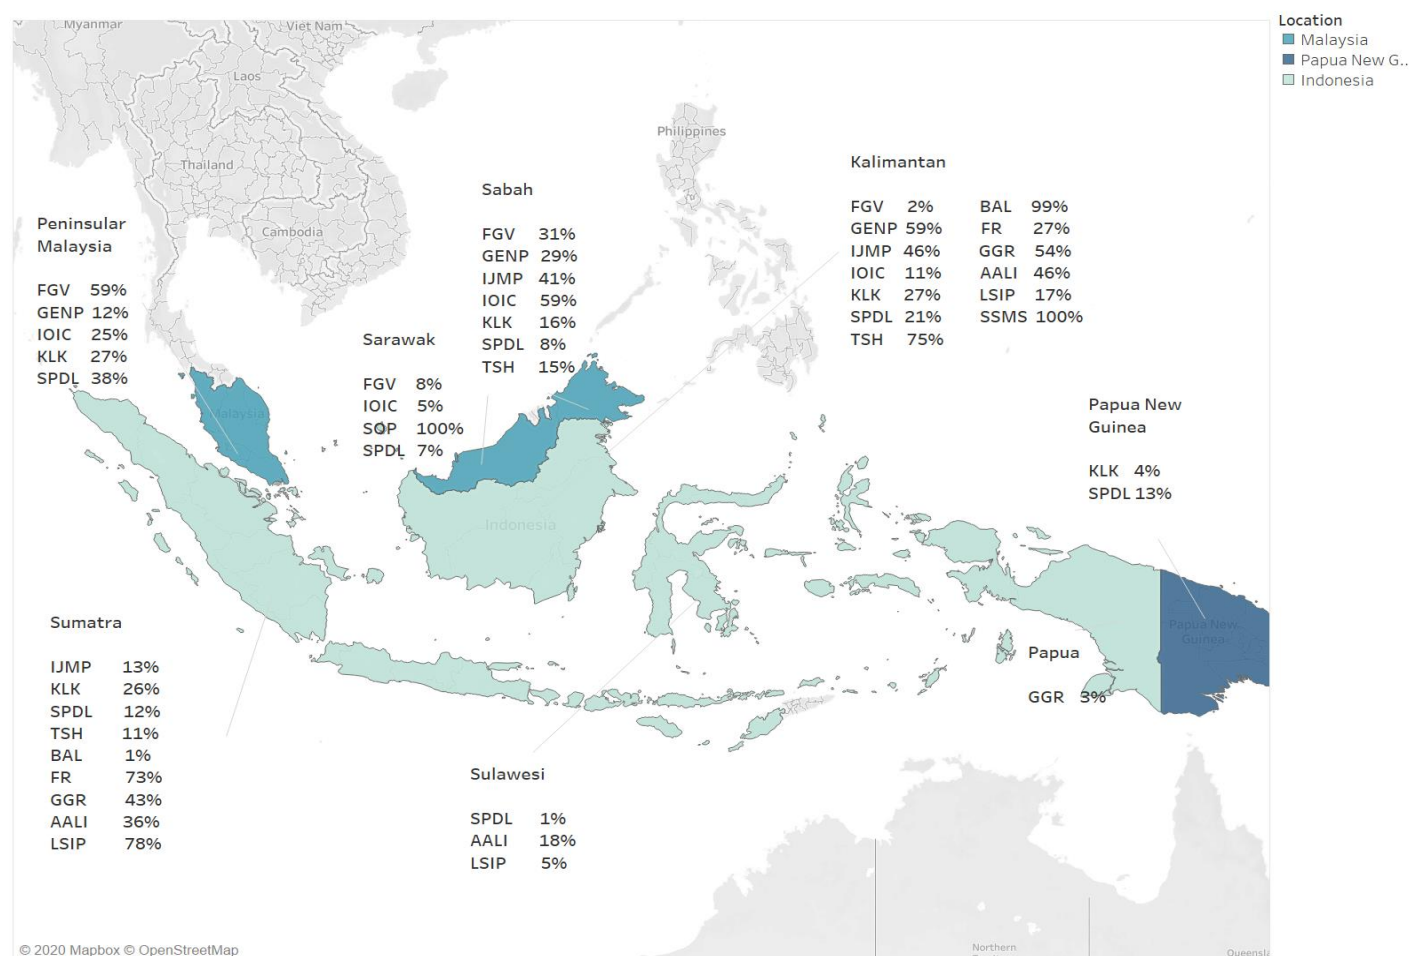 Location
Malaysia
Papua New G..
Indonesia
Myanmar
Viet Nam
Laos
Thailand
Cambodia
Philippines
Peninsular
Malaysia
FGV 59%
GENP 12%
IOIC 25%
KLK 27%
SPDL 38%
Malaysia
Sarawak
FGV 8%
IOIC 5%
SOP 100%
SPDL 7%
Sabah
FGV 31%
GENP 29%
IJMP 41%
IOIC 59%
KLK 16%
SPDL 8%
TSH 15%
Kalimantan
FGV 2% BAL 99%
GENP 59% FR 27%
IJMP 46% GGR 54%
IOIC 11% AALI 46%
KLK 27% LSIP 17%
SPDL 21% SSMS 100%
TSH 75%
Indonesia
Papua New
Guinea
KLK 4%
SPDL 13%
Papua New
Guinea
Papua
GGR 3%
Sumatra
IJMP 13%
KLK 26%
SPDL 12%
TSH 11%
BAL 1%
FR 73%
GGR 43%
AALI 36%
LSIP 78%
Sulawesi
SPDL 1%
AALI 18%
LSIP 5%
Northern
© 2020 Mapbox © OpenStreetMap